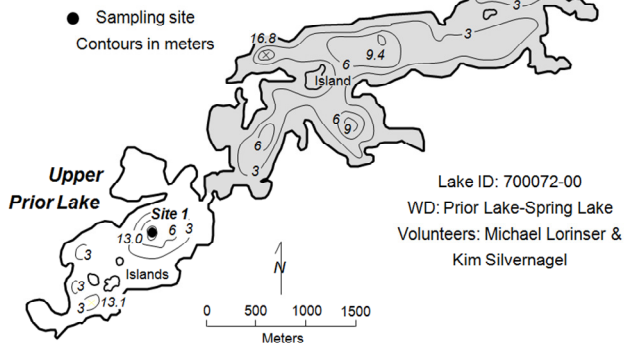 Sampling site
Contours in meters
3
3
16.8
9.4
6
Island
6
9
6
3
Upper
Prior Lake
Site 1
13.0
6
3
3
Islands
3
3
13.1
N
0 500 1000 1500
Meters
Lake ID: 700072-00
WD: Prior Lake-Spring Lake
Volunteers: Michael Lorinser &
Kim Silvernagel